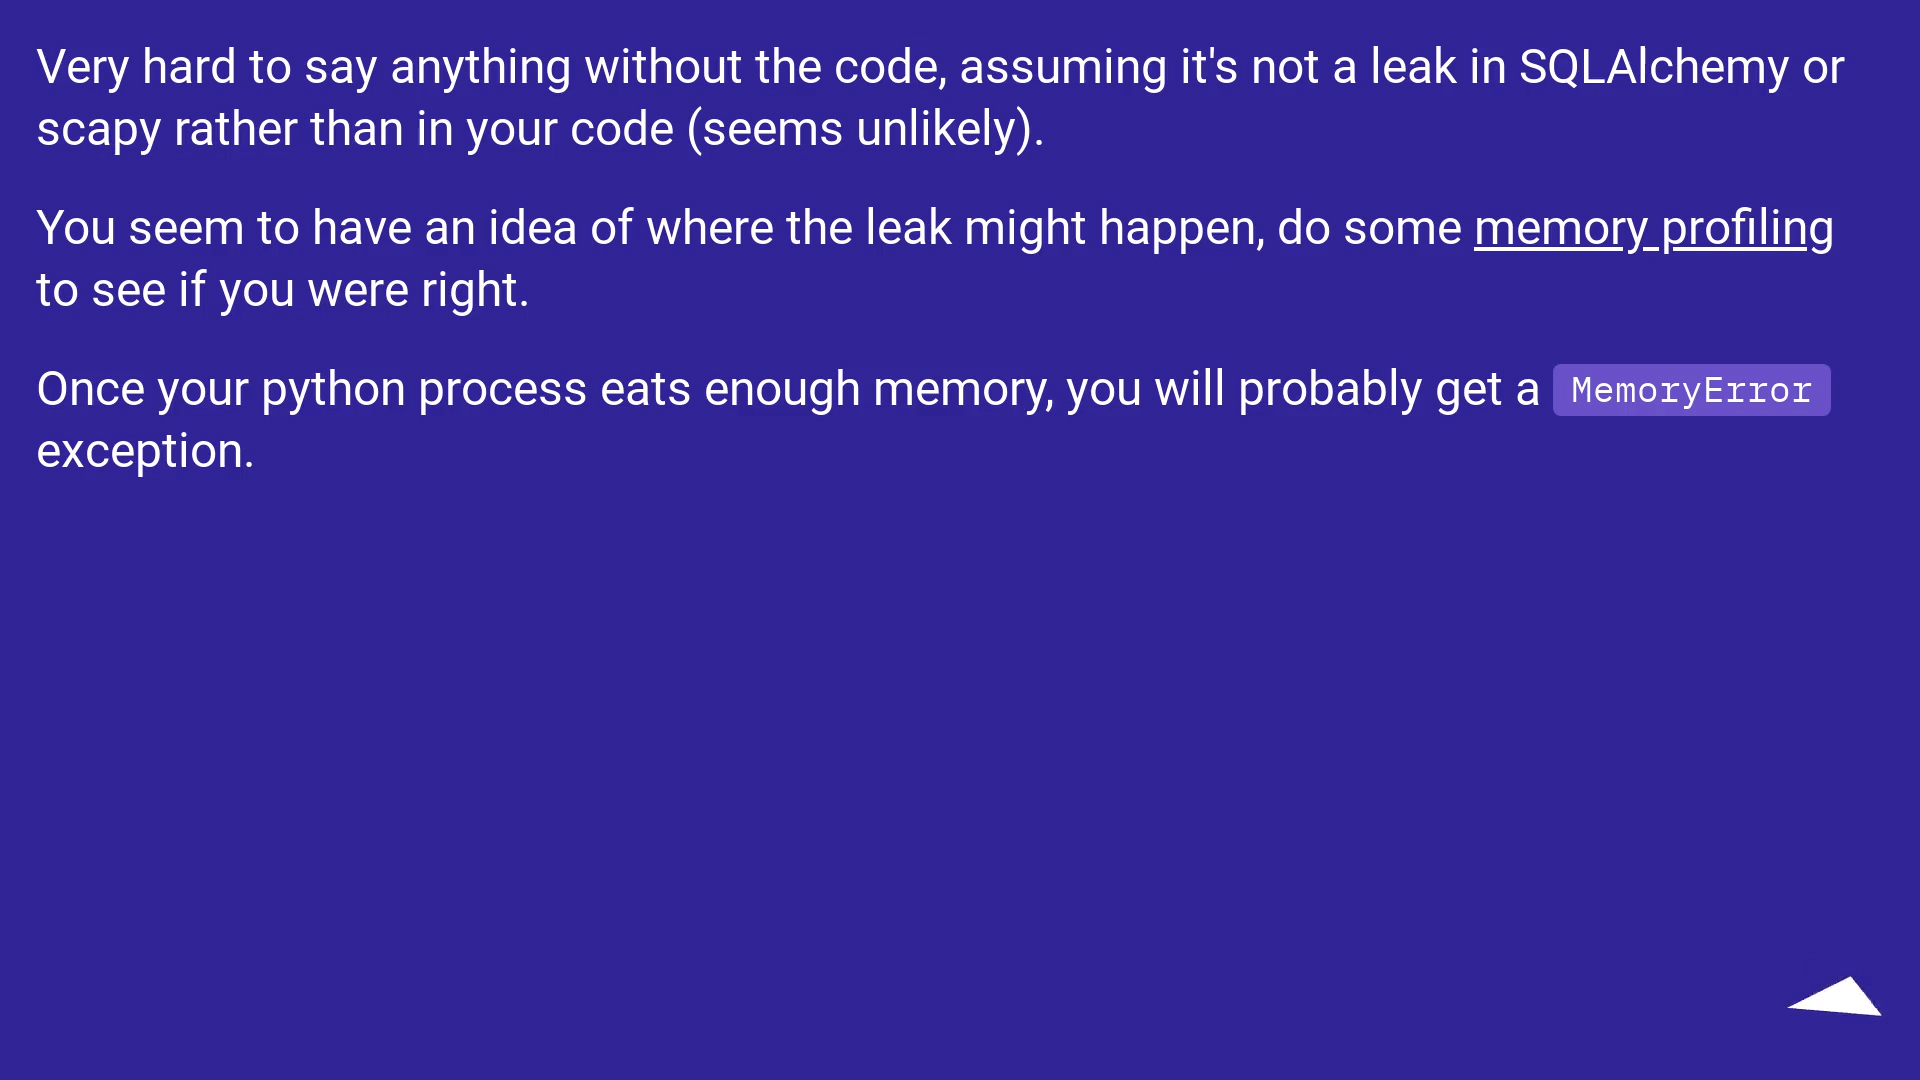 Very hard to say anything without the code, assuming it's not a leak in SQLAlchemy or
scapy rather than in your code (seems unlikely).
You seem to have an idea of where the leak might happen, do some memory profiling
to see if you were right.
Once your python process eats enough memory, you will probably get a MemoryError
exception.